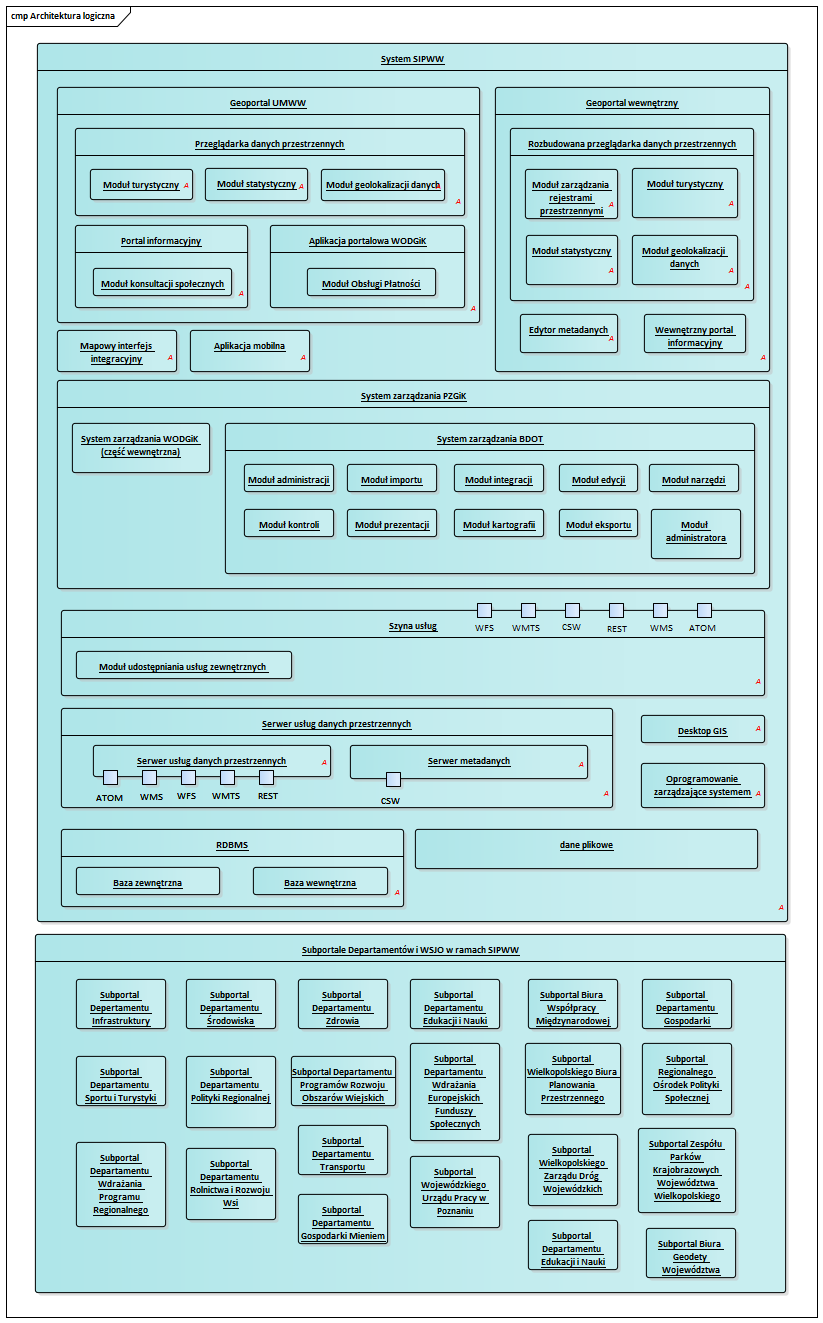 cmp Architektura logiczna
System SIPWW
Geoportal UMWW
Przeglądarka danych przestrzennych
Moduł turystyczny
A
Moduł statystyczny
A
Moduł geolokalizacji danych
A
A
Portal informacyjny
Moduł konsultacji społecznych
A
Aplikacja portalowa WODGiK
Moduł Obsługi Płatności
A
Geoportal wewnętrzny
Rozbudowana przeglądarka danych przestrzennych
Moduł zarządzania
rejestrami
przestrzennymi
A
Moduł turystyczny
A
Moduł statystyczny
A
Moduł geolokalizacji
danych
A
A
Edytor metadanych
A
Wewnętrzny portal
informacyjny
A
Mapowy interfejs
integracyjny
A
Aplikacja mobilna
A
System zarządzania PZGiK
System zarządzania WODGiK
(część wewnętrzna)
System zarządzania BDOT
Moduł administracji
Moduł importu
Moduł integracji
Moduł edycji
Moduł narzędzi
Moduł kontroli
Moduł prezentacji
Moduł kartografii
Moduł eksportu
Moduł
administratora
Szyna usług
WFS
WMTS
CSW
REST
WMS
ATOM
Moduł udostępniania usług zewnętrznych
A
Serwer usług danych przestrzennych
Serwer usług danych przestrzennych
A
ATOM
WMS
WFS
WMTS
REST
Serwer metadanych
A
CSW
A
Desktop GIS
A
Oprogramowanie
zarządzające systemem
A
RDBMS
Baza zewnętrzna
Baza wewnętrzna
A
dane plikowe
A
Subportale Departamentów i WSJO w ramach SIPWW
Subportal
Depertamentu
Infrastruktury
Subportal
Departamentu
Środowiska
Subportal
Departamentu
Zdrowia
Subportal
Departamentu
Edukacji i Nauki
Subportal Biura
Współpracy
Międzynarodowej
Subportal
Departamentu
Gospodarki
Subportal
Departamentu
Sportu i Turystyki
Subportal
Departamentu
Polityki Regionalnej
Subportal Departamentu
Programów Rozwoju
Obszarów Wiejskich
Subportal
Departamentu
Wdrażania
Europejskich
Funduszy
Społecznych
Subportal
Wielkopolskiego Biura
Planowania
Przestrzennego
Subportal
Regionalnego
Ośrodek Polityki
Społecznej
Subportal
Departamentu
Wdrażania
Programu
Regionalnego
Subportal
Departamentu
Rolnictwa i Rozwoju
Wsi
Subportal
Departamentu
Transportu
Subportal
Departamentu
Gospodarki Mieniem
Subportal
Wojewódzkiego
Urzędu Pracy w
Poznaniu
Subportal
Wielkopolskiego
Zarządu Dróg
Wojewódzkich
Subportal
Departamentu
Edukacji i Nauki
Subportal Zespółu
Parków
Krajobrazowych
Województwa
Wielkopolskiego
Subportal Biura
Geodety
Województwa